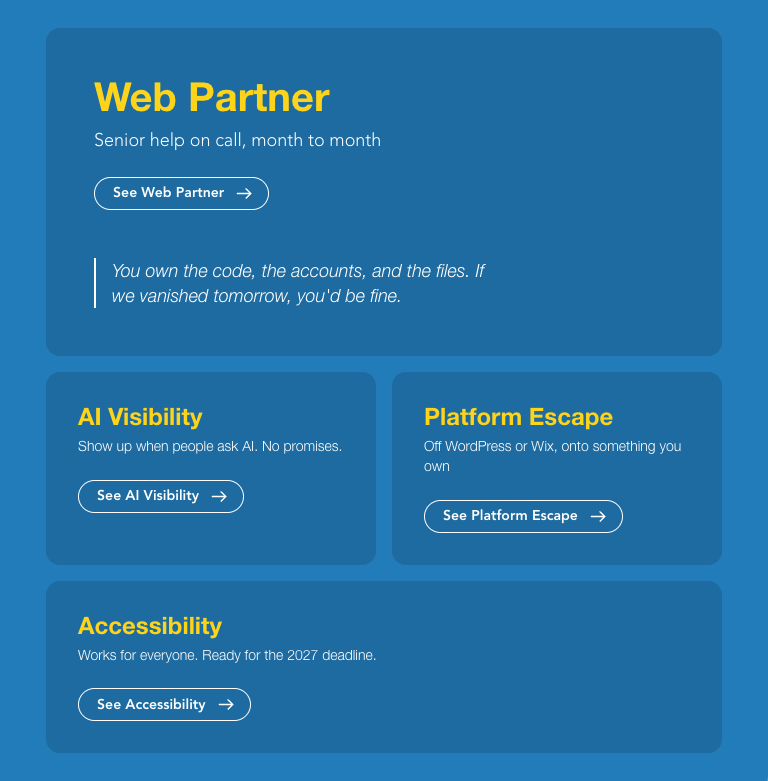 Web Partner
Senior help on call, month to month
See Web Partner →
You own the code, the accounts, and the files. If
we vanished tomorrow, you'd be fine.
AI Visibility
Show up when people ask AI. No promises.
See AI Visibility →
Platform Escape
Off WordPress or Wix, onto something you
own
See Platform Escape →
Accessibility
Works for everyone. Ready for the 2027 deadline.
See Accessibility →